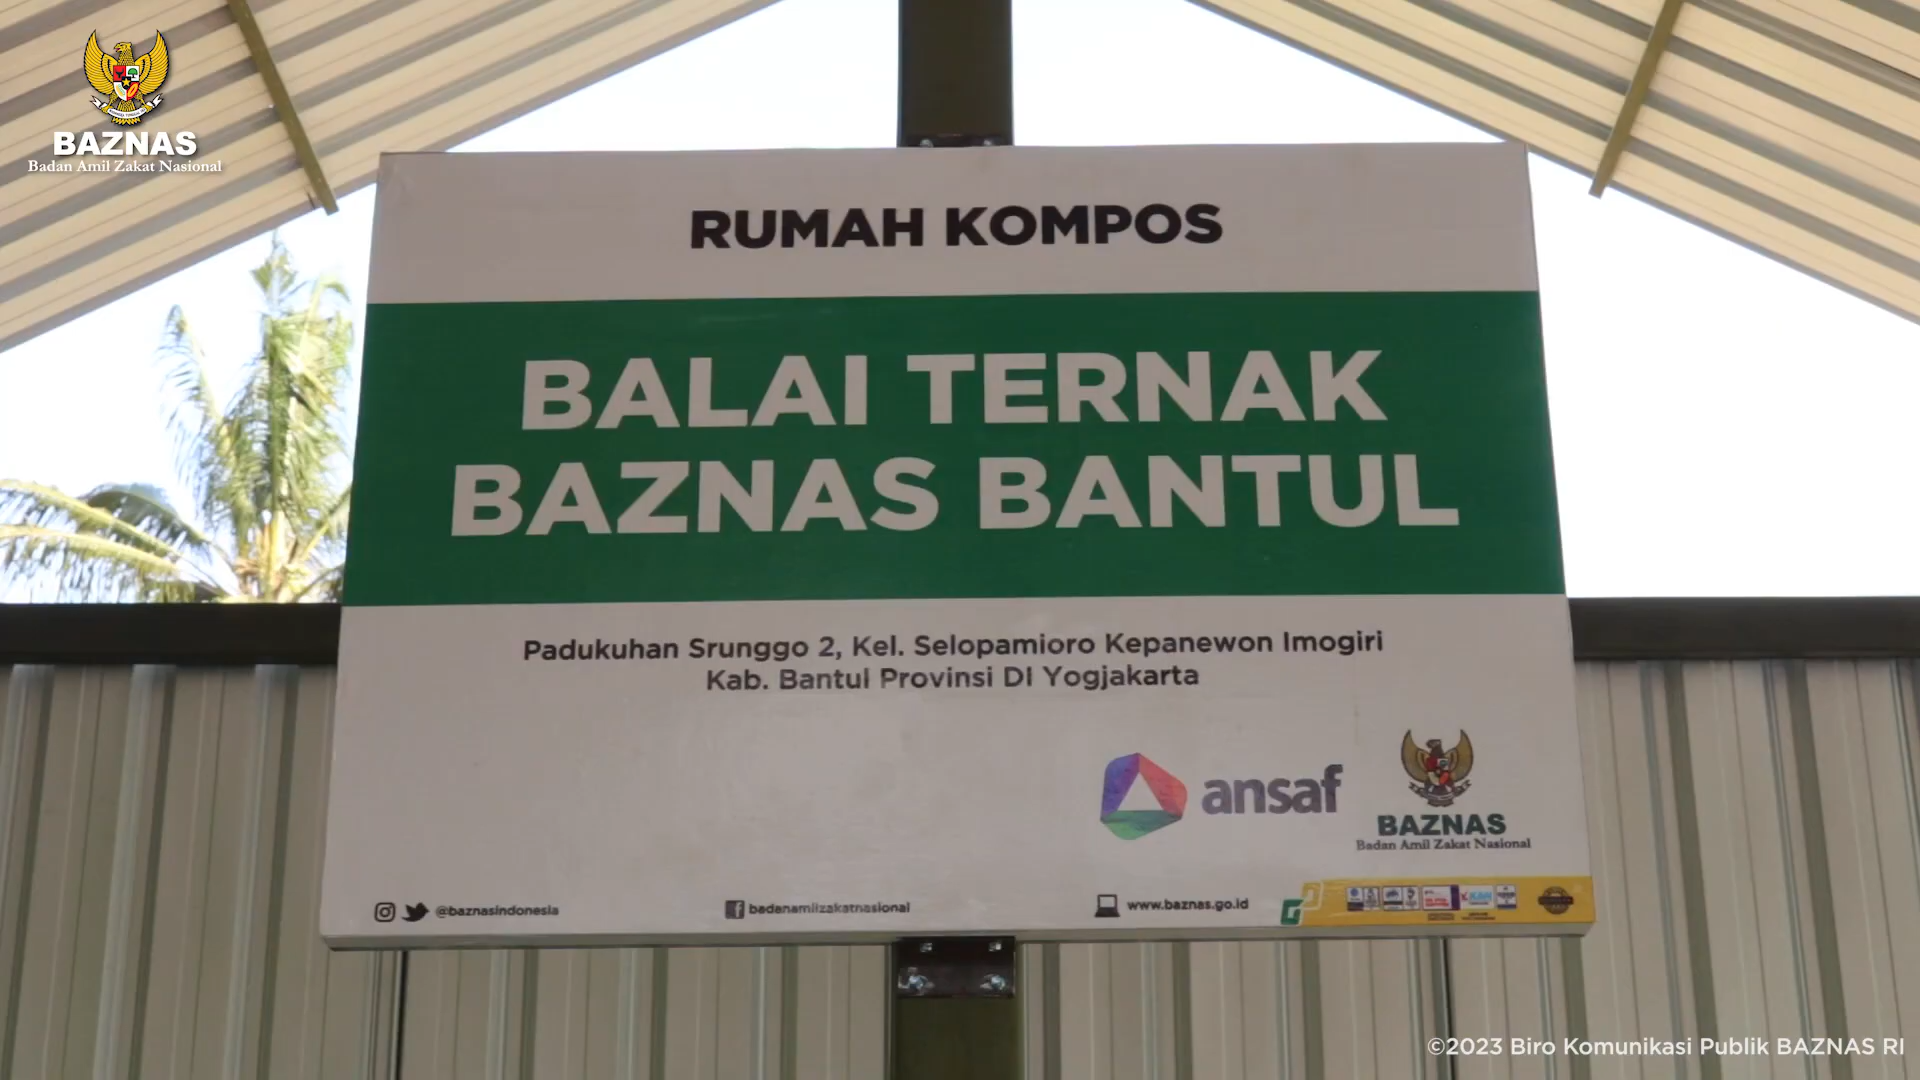 BAZNAS
Badan Amil Zakat Nasional
RUMAH KOMPOS
BALAI TERNAK
BAZNAS BANTUL
Padukuhan Srunggo 2, Kel. Selopamioro Kepanewon Imogiri
Kab. Bantul Provinsi DI Yogjakarta
ansaf
BAZNAS
Badan Amil Zakat Nasional
@baznasindonesia
badanamilzakatnasional
www.baznas.go.id
©2023 Biro Komunikasi Publik BAZNAS RI